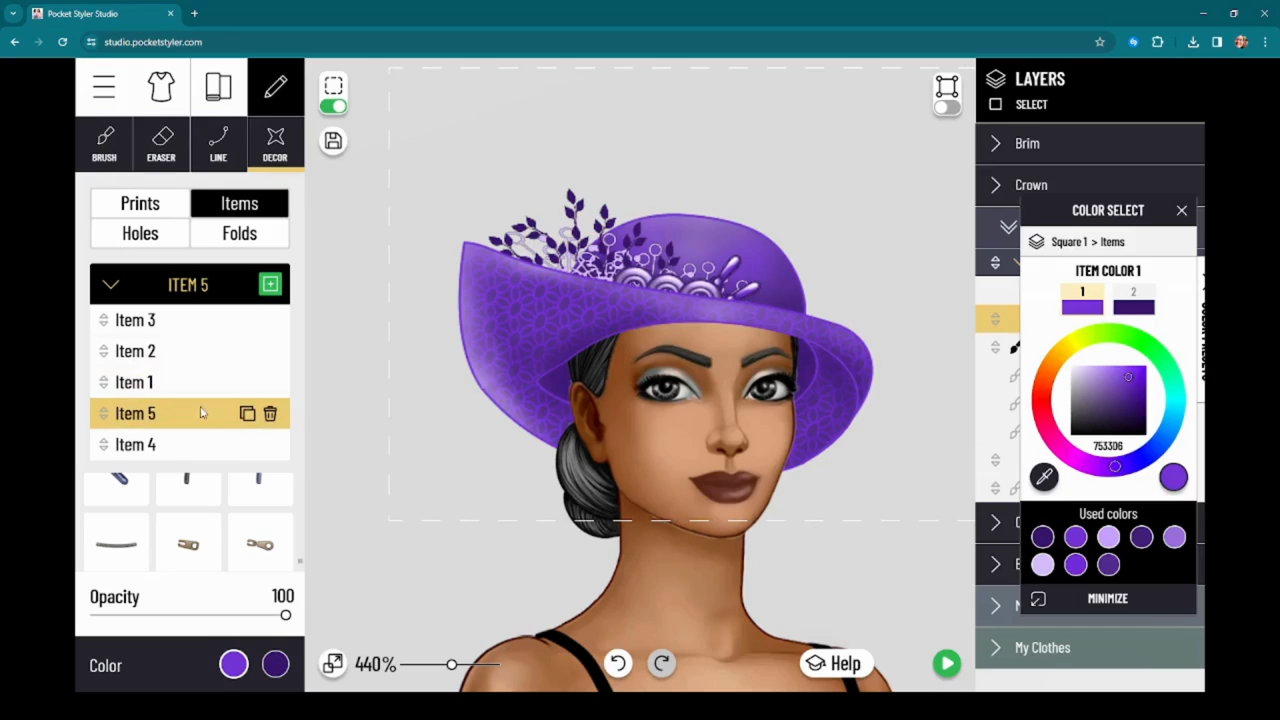 Pocket Styler Studio
studio.pocketstyler.com
BRUSH
ERASER
LINE
DECOR
Prints
Items
Holes
Folds
ITEM 5
Item 3
Item 2
Item 1
Item 5
Item 4
Opacity
100
Color
440%
Help
LAYERS
SELECT
Brim
Crown
COLOR SELECT
Square 1 > Items
ITEM COLOR 1
1
2
753306
Used colors
MINIMIZE
My Clothes